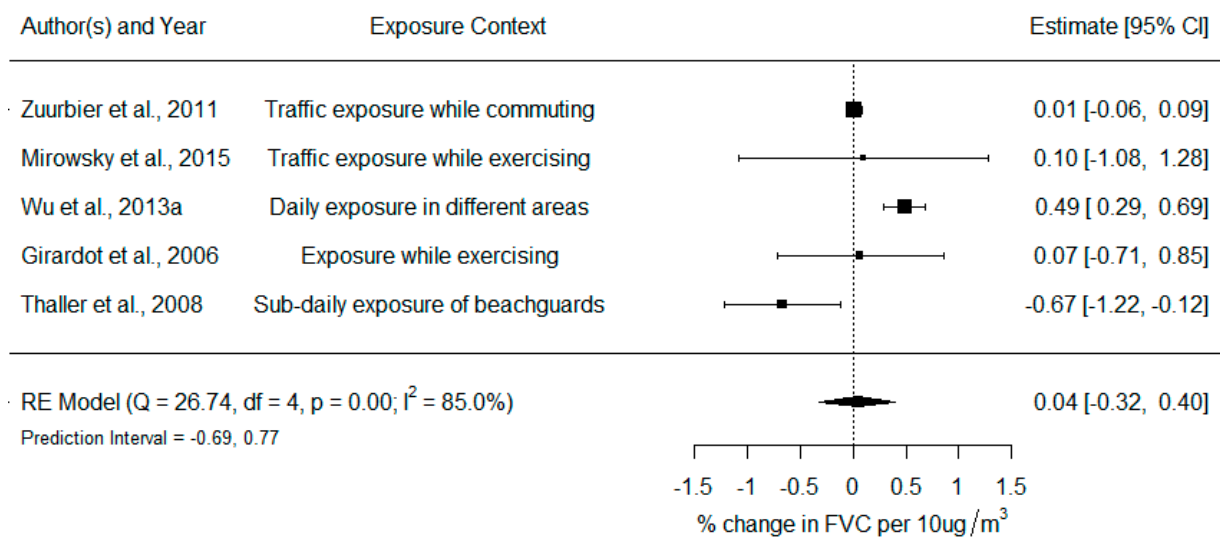 Author(s) and Year Exposure Context Estimate [95% CI]
Zuurbier et al., 2011 Traffic exposure while commuting 0.01 [-0.06, 0.09]
Mirowsky et al., 2015 Traffic exposure while exercising 0.10 [-1.08, 1.28]
Wu et al., 2013a Daily exposure in different areas 0.49 [ 0.29, 0.69]
Girardot et al., 2006 Exposure while exercising 0.07 [-0.71, 0.85]
Thaller et al., 2008 Sub-daily exposure of beachguards -0.67 [-1.22, -0.12]
RE Model (Q = 26.74, df = 4, p = 0.00; I² = 85.0%) 0.04 [-0.32, 0.40]
Prediction Interval = -0.69, 0.77
-1.5 -1 -0.5 0 0.5 1 1.5
% change in FVC per 10ug/m³